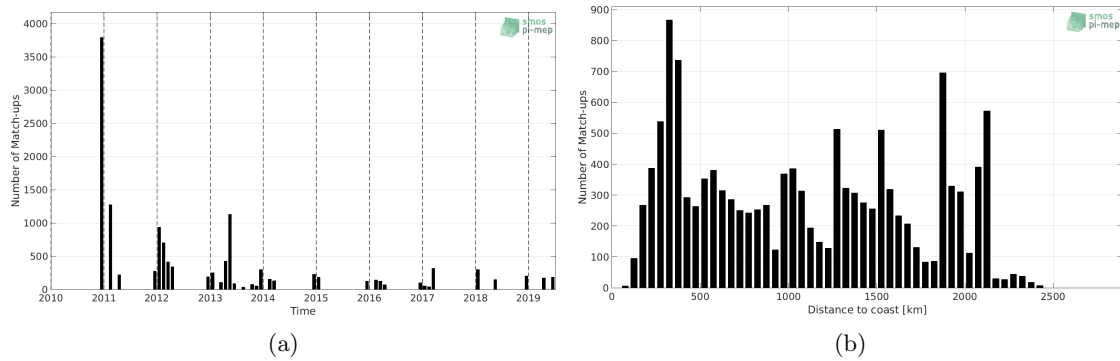 smos
pi-mep
4000
3500
3000
2500
2000
1500
1000
500
0
Number of Match-ups
2010 2011 2012 2013 2014 2015 2016 2017 2018 2019
Time
(a)
smos
pi-mep
900
800
700
600
500
400
300
200
100
0
Number of Match-ups
0 500 1000 1500 2000 2500
Distance to coast [km]
(b)